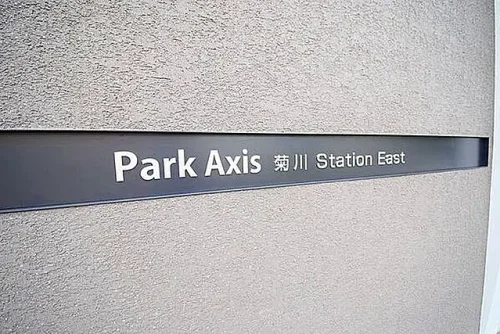 Park Axis 菊川 Station East